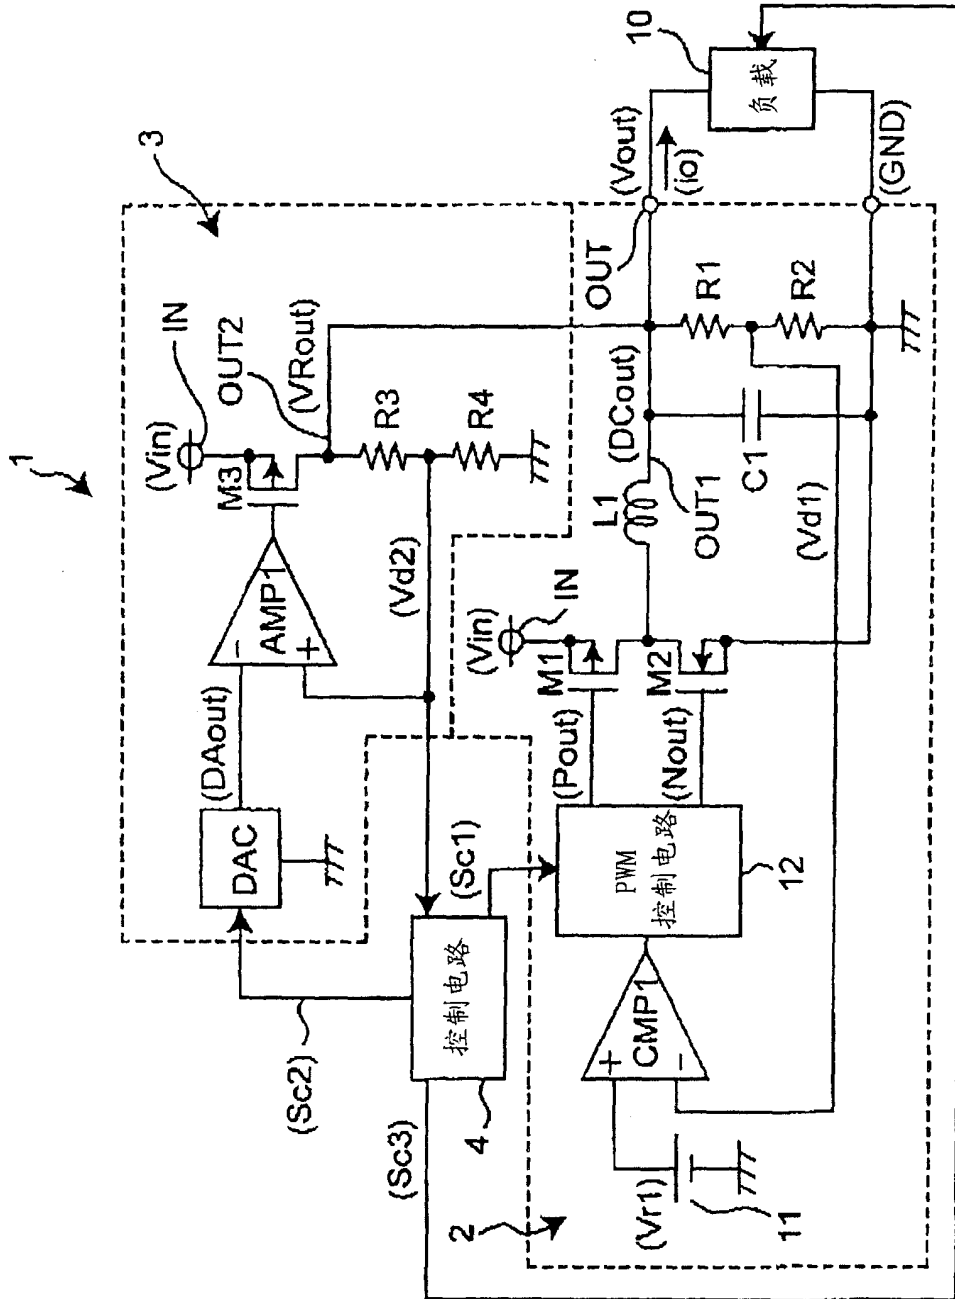 1
3
(Vin)
IN
M3
OUT2
(VRout)
AMP1
−
+
(DAout)
DAC
R3
R4
(Vd2)
(Sc2)
(Sc1)
控制电路
4
(Sc3)
2
(Vr1)
11
+
−
CMP1
PWM
控制电路
12
(Pout)
(Nout)
(Vin)
IN
M1
M2
L1
OUT1
(DCout)
C1
(Vd1)
R1
R2
OUT
(Vout)
(io)
(GND)
10
负载